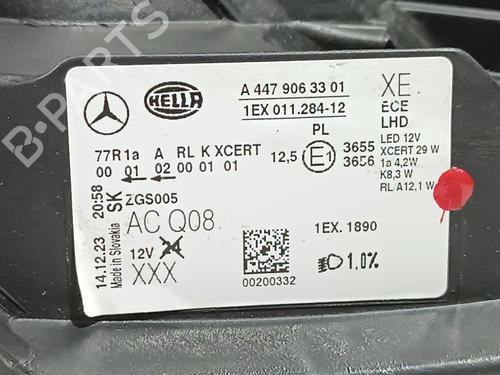 HELLA
A 447 906 33 01
1EX 011.284-12
XE
ECE
LHD
LED 12V
XCERT 29 W
1a 4,2W
K8,3 W
RL A12,1 W
PL
77R1a A RL K XCERT
00 01 02 00 01 01
12,5 E1 3655
3656
14.12.23 20:58
Made in Slovakia SK
ZGS005
AC Q08
12V 24
XXX
00200332
1EX. 1890
1.0%
B-PARTS